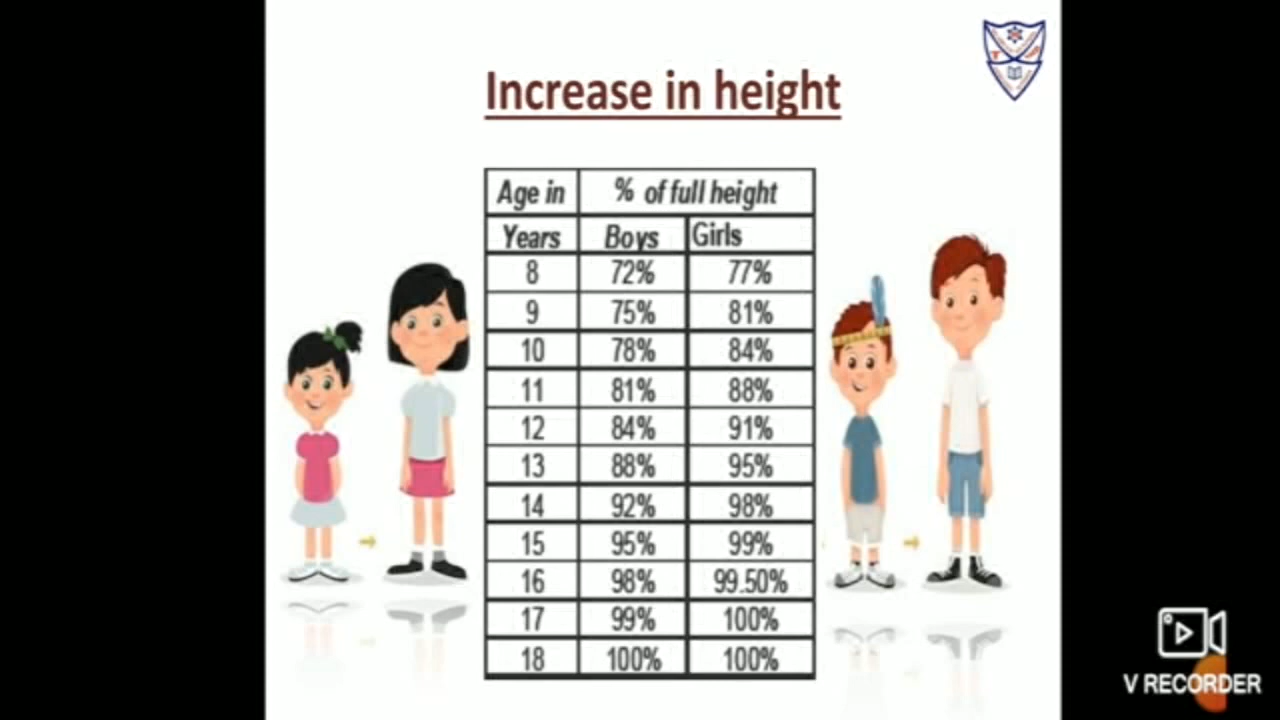 Increase in height
Age in % of full height
Years Boys Girls
8 72% 77%
9 75% 81%
10 78% 84%
11 81% 88%
12 84% 91%
13 88% 95%
14 92% 98%
15 95% 99%
16 98% 99.50%
17 99% 100%
18 100% 100%
V RECORDER